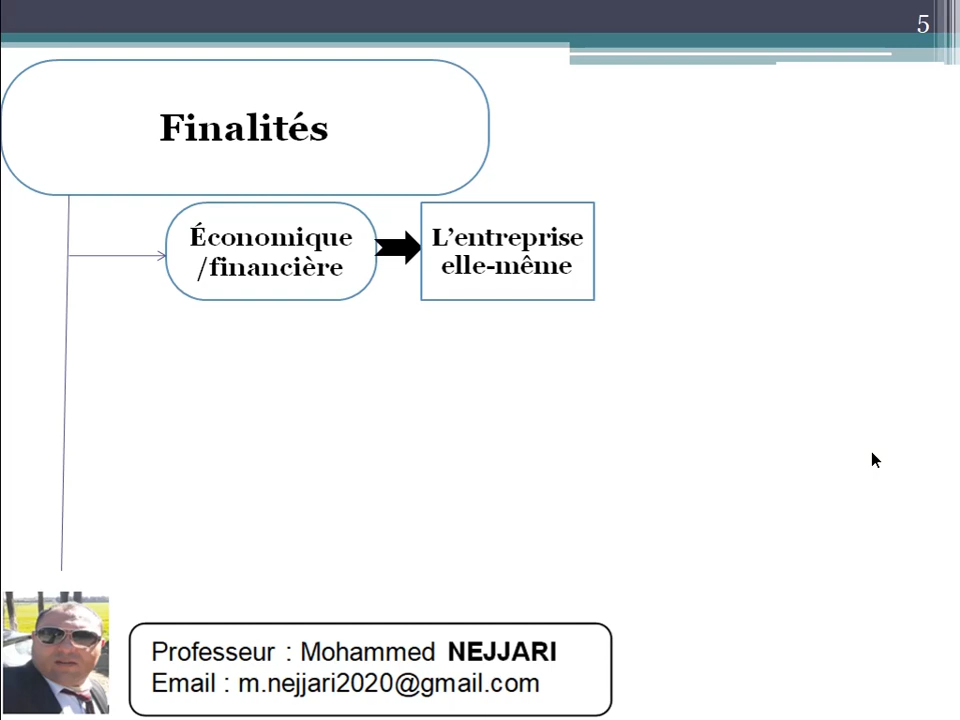 5
Finalités
Économique
/financière
L’entreprise
elle-même
Professeur : Mohammed NEJJARI
Email : m.nejjari2020@gmail.com